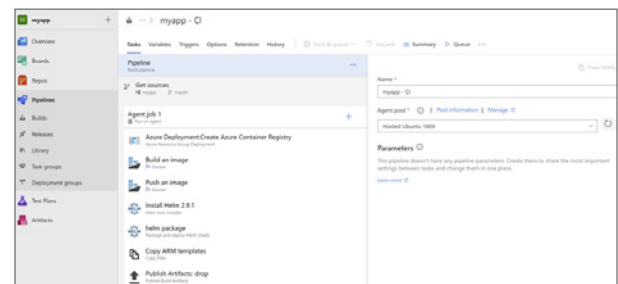 myapp
Overview
Boards
Repos
Pipelines
Builds
Releases
Library
Task groups
Deployment groups
Test Plans
Artifacts
··· > myapp - CI
Tasks Variables Triggers Options Retention History Save & queue Discard Summary Queue ···
Pipeline
Build pipeline
Get sources
myapp master
Agent job 1
Run on agent
Azure Deployment:Create Azure Container Registry
Azure Resource Group Deployment
Build an image
Docker
Push an image
Docker
Install Helm 2.9.1
Helm tool installer
helm package
Package and deploy Helm charts
Copy ARM templates
Copy Files
Publish Artifacts: drop
Publish Build Artifacts
View YAML
Name *
myapp - CI
Agent pool * | Pool information | Manage
Hosted Ubuntu 1604
Parameters
This pipeline doesn't have any pipeline parameters. Create them to share the most important
settings between tasks and change them in one place.
Learn more